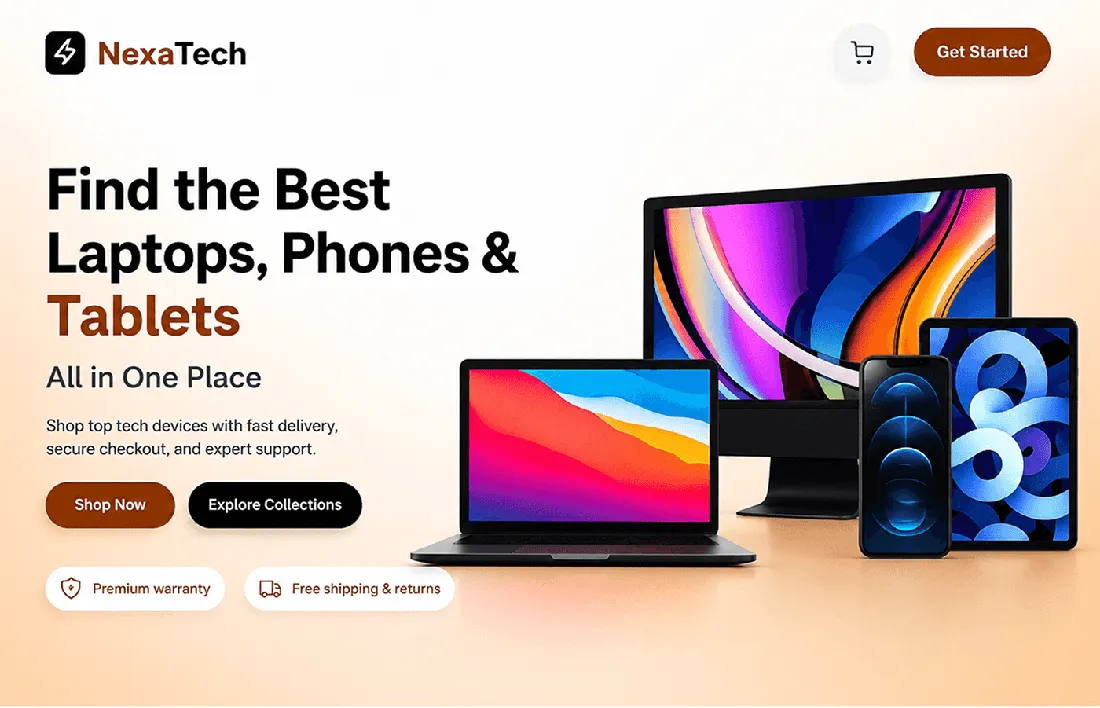 NexaTech
Get Started
Find the Best
Laptops, Phones &
Tablets
All in One Place
Shop top tech devices with fast delivery,
secure checkout, and expert support.
Shop Now
Explore Collections
Premium warranty
Free shipping & returns